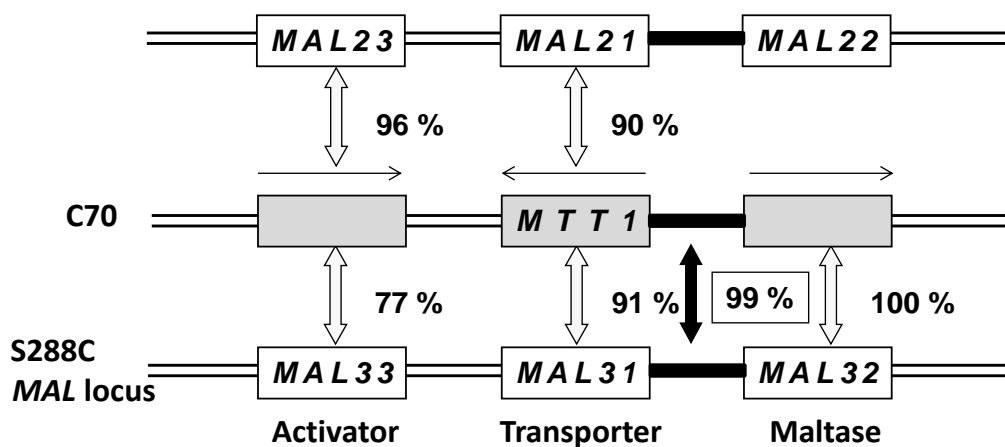 MAL23 MAL21 MAL22
96 % 90 %
C70 MTT1
77 % 91 % 99 % 100 %
S288C
MAL locus MAL33 MAL31 MAL32
Activator Transporter Maltase